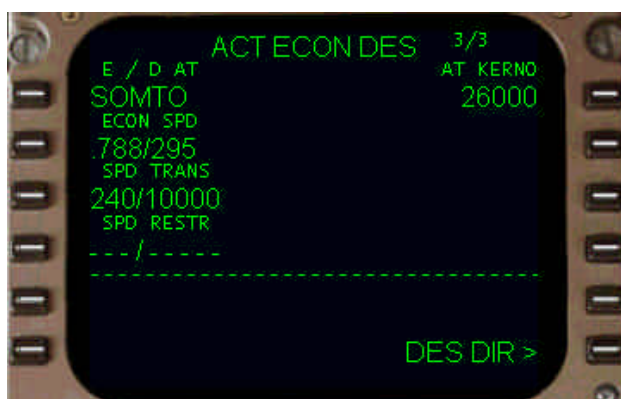 ACT ECON DES 3/3
E / D AT AT KERNO
SOMTO 26000
ECON SPD
.788/295
SPD TRANS
240/10000
SPD RESTR
---/-----
----------------------------------
DES DIR >